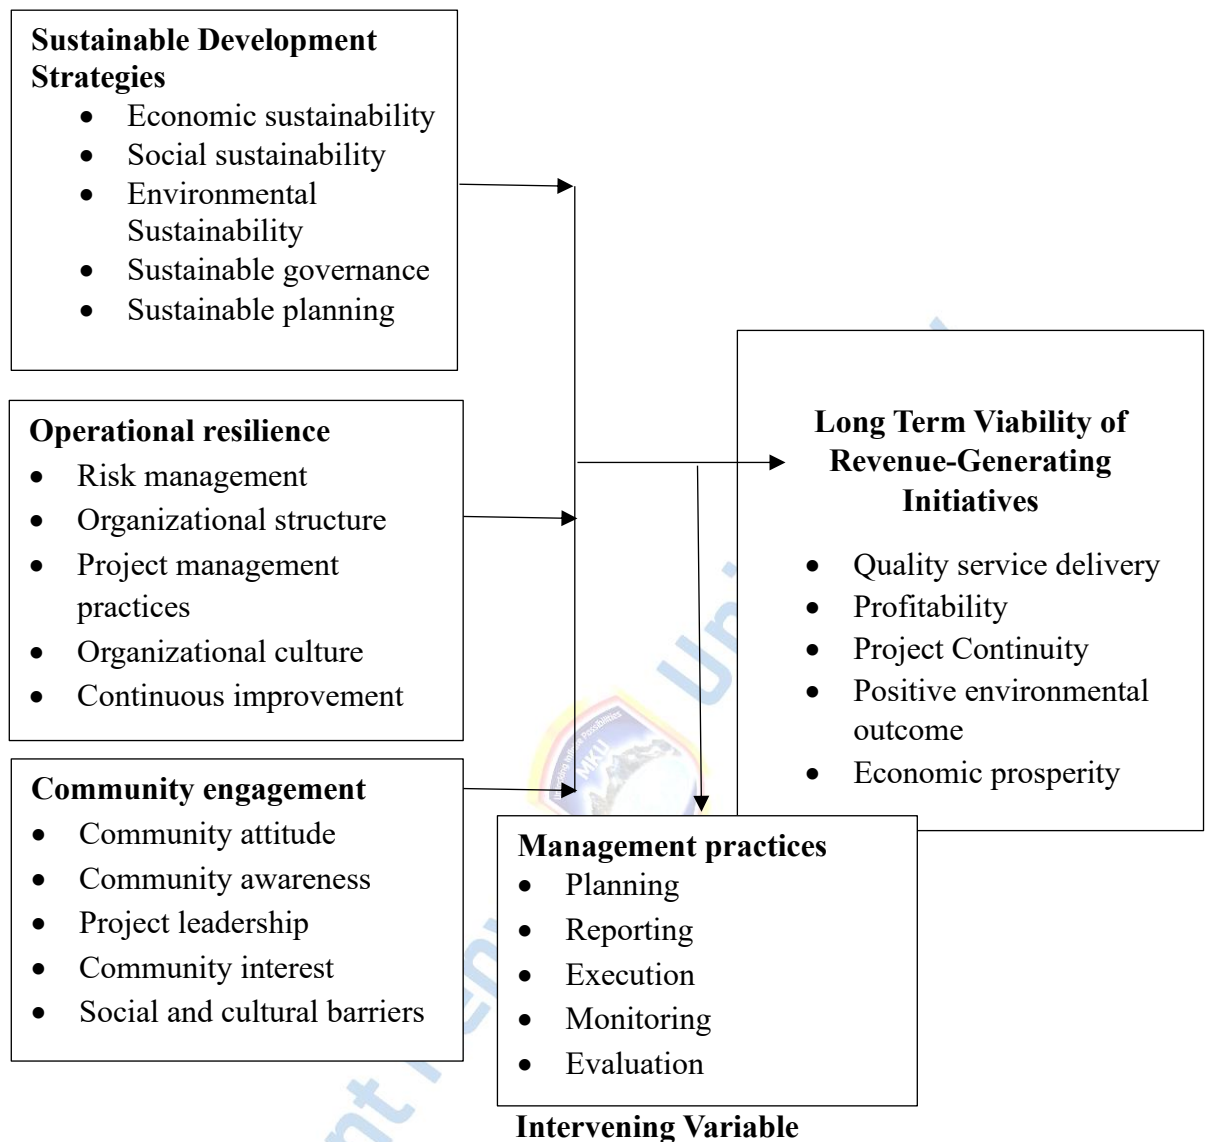 Sustainable Development
Strategies
• Economic sustainability
• Social sustainability
• Environmental
Sustainability
• Sustainable governance
• Sustainable planning
Operational resilience
• Risk management
• Organizational structure
• Project management
practices
• Organizational culture
• Continuous improvement
Community engagement
• Community attitude
• Community awareness
• Project leadership
• Community interest
• Social and cultural barriers
Long Term Viability of
Revenue-Generating
Initiatives
• Quality service delivery
• Profitability
• Project Continuity
• Positive environmental
outcome
• Economic prosperity
MKU
Management practices
• Planning
• Reporting
• Execution
• Monitoring
• Evaluation
Intervening Variable